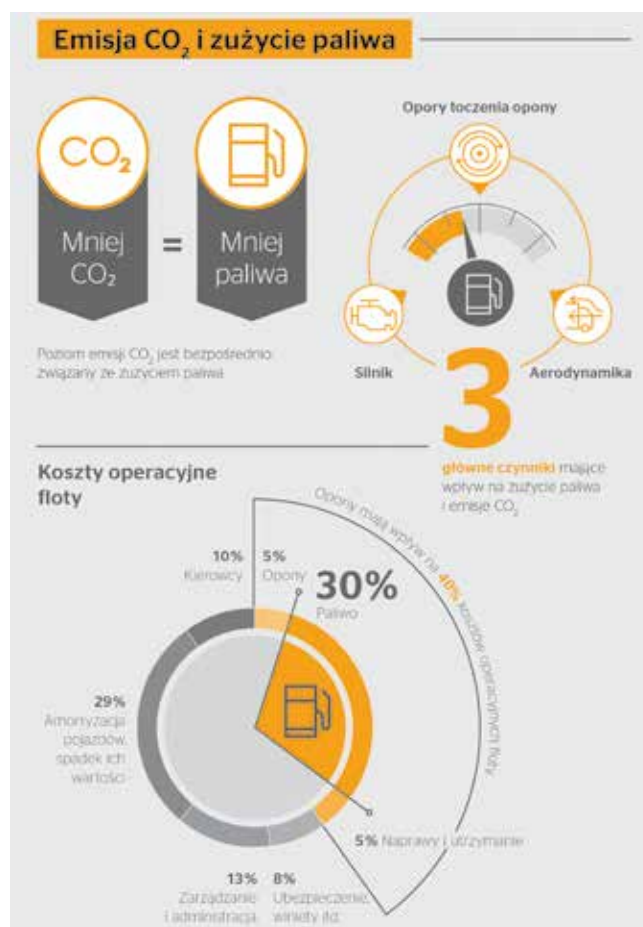 Emisja CO₂ i zużycie paliwa
CO₂
Mniej
CO₂
=
Mniej
paliwa
Poziom emisji CO₂ jest bezpośrednio
związany ze zużyciem paliwa
Opory toczenia opony
Silnik
Aerodynamika
3
główne czynniki mające
wpływ na zużycie paliwa
i emisje CO₂
Koszty operacyjne
floty
Opony mają wpływ na 40% kosztów operacyjnych floty
10%
Kierowcy
5%
Opony
30%
Paliwo
29%
Amortyzacja
pojazdów,
spadek ich
wartości
5% Naprawy i utrzymanie
13%
Zarządzanie
i administracja
8%
Ubezpieczenie,
winiety itd.